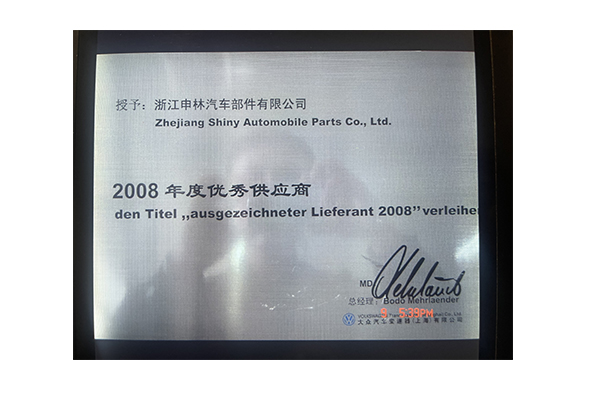 授予：浙江申林汽车部件有限公司
Zhejiang Shiny Automobile Parts Co., Ltd.
2008 年度优秀供应商
den Titel ,,ausgezeichneter Lieferant 2008'' verleihen
MD
总经理: Bodo Mehrlaender
5:39PM
大众汽车变速器(上海)有限公司